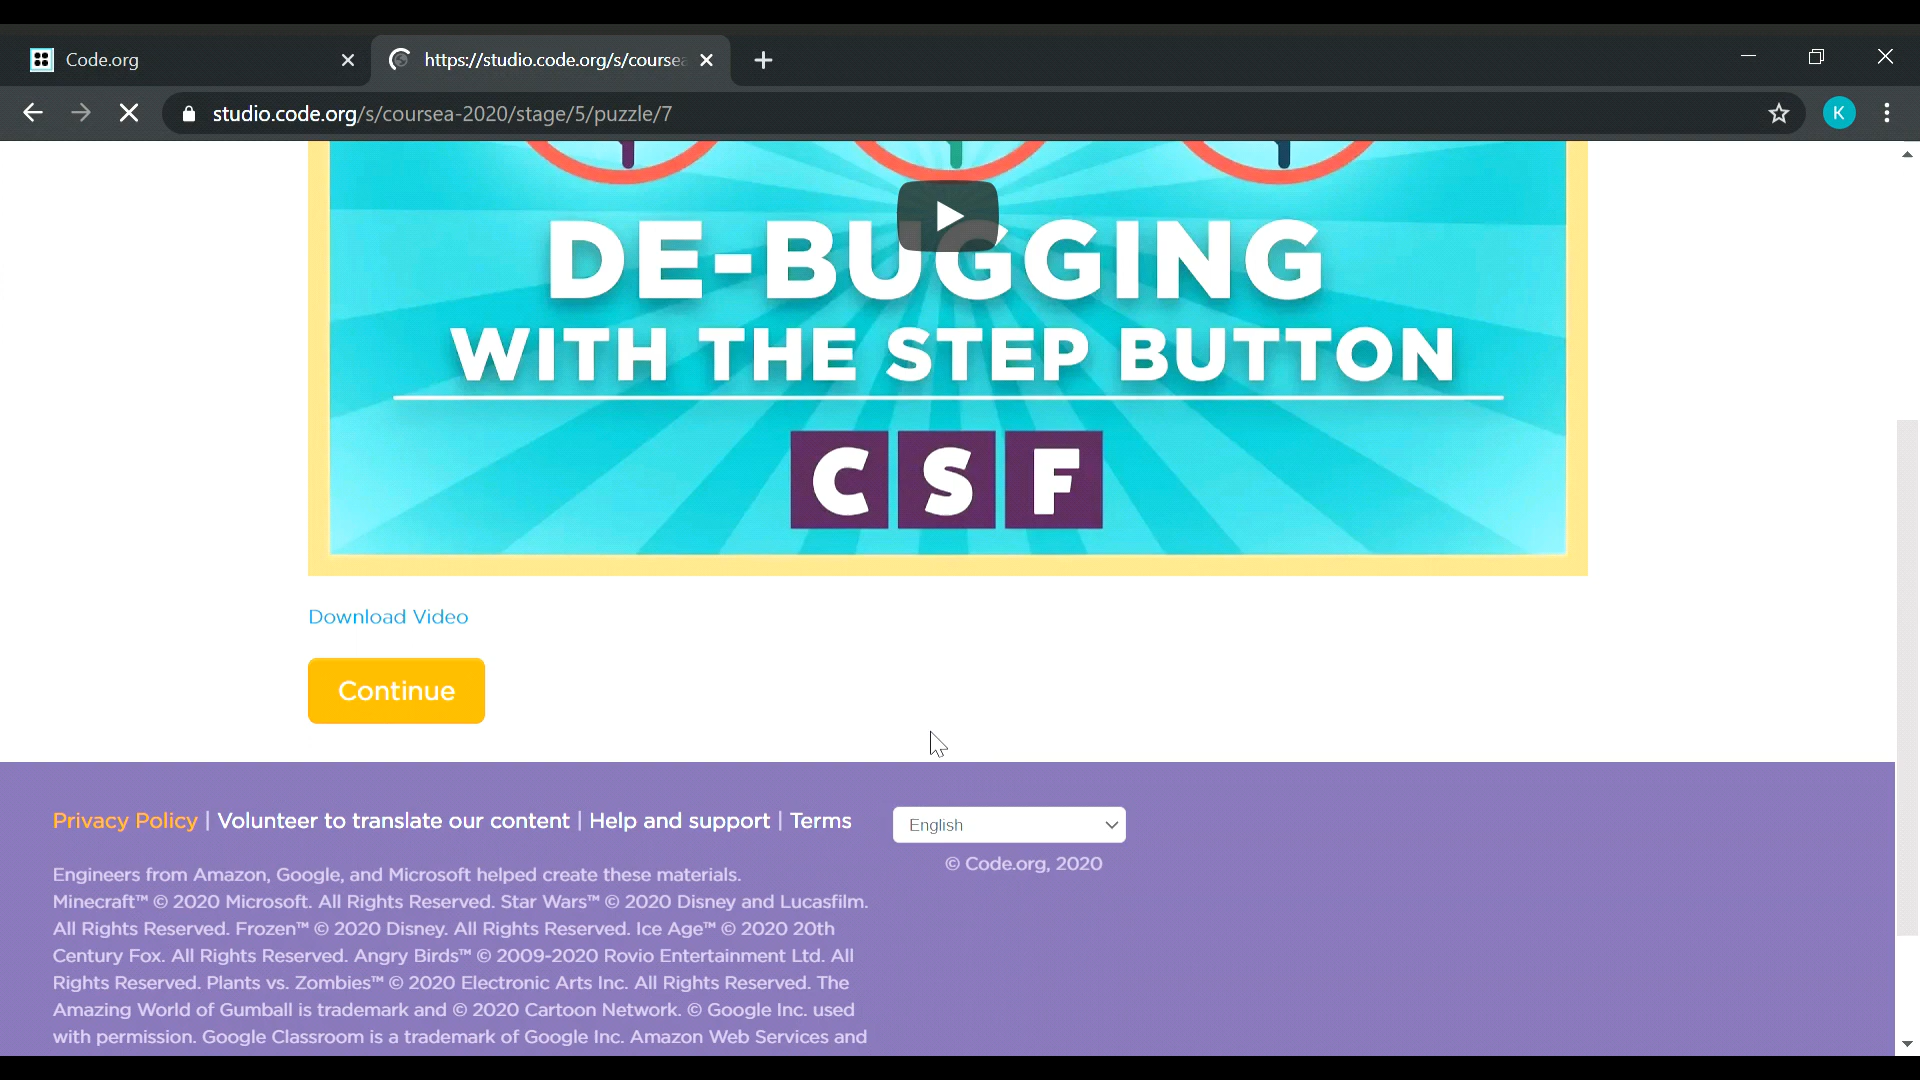 Code.org
https://studio.code.org/s/course
studio.code.org/s/coursea-2020/stage/5/puzzle/7
K
DE-BUGGING
WITH THE STEP BUTTON
CSF
Download Video
Continue
Privacy Policy | Volunteer to translate our content | Help and support | Terms
English
© Code.org, 2020
Engineers from Amazon, Google, and Microsoft helped create these materials.
Minecraft™ © 2020 Microsoft. All Rights Reserved. Star Wars™ © 2020 Disney and Lucasfilm.
All Rights Reserved. Frozen™ © 2020 Disney. All Rights Reserved. Ice Age™ © 2020 20th
Century Fox. All Rights Reserved. Angry Birds™ © 2009-2020 Rovio Entertainment Ltd. All
Rights Reserved. Plants vs. Zombies™ © 2020 Electronic Arts Inc. All Rights Reserved. The
Amazing World of Gumball is trademark and © 2020 Cartoon Network. © Google Inc. used
with permission. Google Classroom is a trademark of Google Inc. Amazon Web Services and